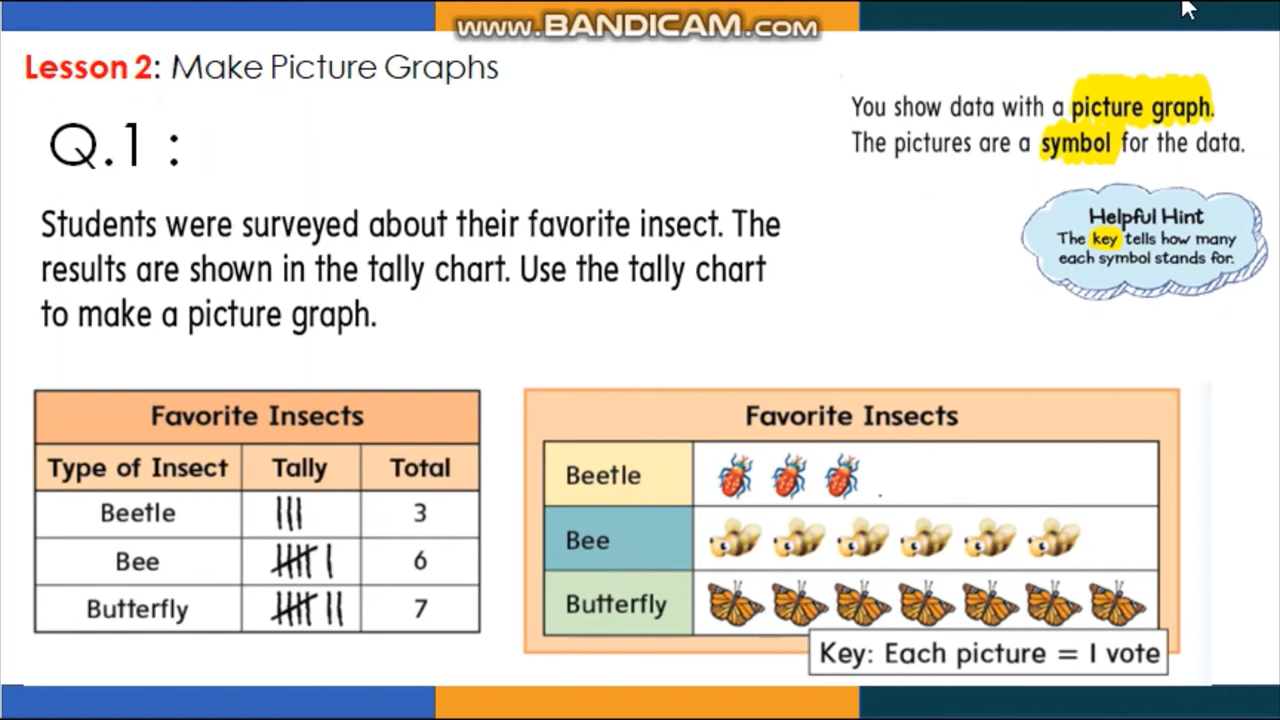 www.BANDICAM.com
Lesson 2: Make Picture Graphs
You show data with a picture graph.
The pictures are a symbol for the data.
Q.1 :
Helpful Hint
The key tells how many
each symbol stands for.
Students were surveyed about their favorite insect. The
results are shown in the tally chart. Use the tally chart
to make a picture graph.
Favorite Insects
Type of Insect Tally Total
Beetle 3
Bee 6
Butterfly 7
Favorite Insects
Beetle
Bee
Butterfly
Key: Each picture = 1 vote